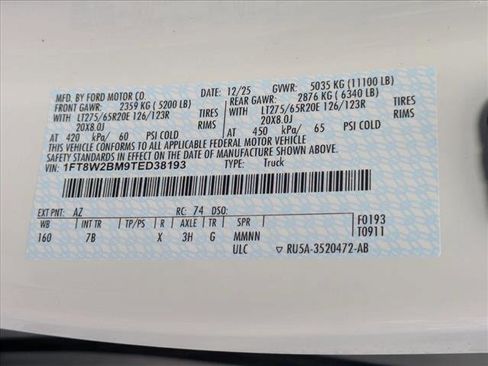 MFD. BY FORD MOTOR CO. DATE: 12/25 GVWR: 5035 KG (11100 LB)
FRONT GAWR: 2359 KG (5200 LB) REAR GAWR: 2876 KG (6340 LB)
WITH LT275/65R20E 126/123R WITH LT275/65R20E 126/123R
20X8.0J 20X8.0J
AT 420 kPa/ 60 PSI COLD AT 450 kPa/ 65 PSI COLD
THIS VEHICLE CONFORMS TO ALL APPLICABLE FEDERAL MOTOR VEHICLE
SAFETY STANDARDS IN EFFECT ON THE DATE OF MANUFACTURE SHOWN ABOVE.
VIN: 1FT8W2BM9TED38193 TYPE: Truck
EXT PNT: AZ RC: 74 DSO: F0193
WB INT TR TP/PS R AXLE TR T0911
160 7B X 3H G MMNN
ULC ▽ RU5A-3520472-AB